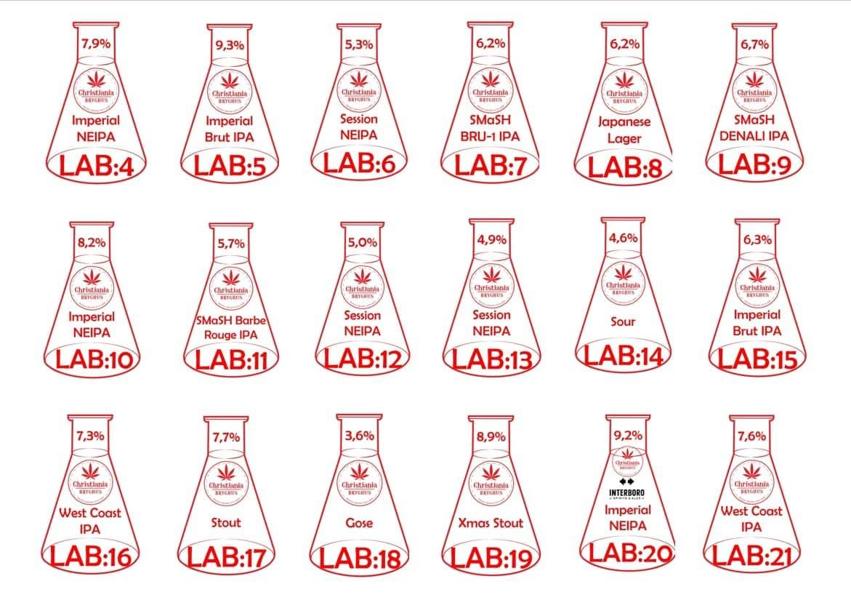 7,9%
Christiania
BRYGHUS
Imperial
NEIPA
LAB:4
9,3%
Christiania
BRYGHUS
Imperial
Brut IPA
LAB:5
5,3%
Christiania
BRYGHUS
Session
NEIPA
LAB:6
6,2%
Christiania
BRYGHUS
SMaSH
BRU-1 IPA
LAB:7
6,2%
Christiania
BRYGHUS
Japanese
Lager
LAB:8
6,7%
Christiania
BRYGHUS
SMaSH
DENALI IPA
LAB:9
8,2%
Christiania
BRYGHUS
Imperial
NEIPA
LAB:10
5,7%
Christiania
BRYGHUS
SMaSH Barbe
Rouge IPA
LAB:11
5,0%
Christiania
BRYGHUS
Session
NEIPA
LAB:12
4,9%
Christiania
BRYGHUS
Session
NEIPA
LAB:13
4,6%
Christiania
BRYGHUS
Sour
LAB:14
6,3%
Christiania
BRYGHUS
Imperial
Brut IPA
LAB:15
7,3%
Christiania
BRYGHUS
West Coast
IPA
LAB:16
7,7%
Christiania
BRYGHUS
Stout
LAB:17
3,6%
Christiania
BRYGHUS
Gose
LAB:18
8,9%
Christiania
BRYGHUS
Xmas Stout
LAB:19
9,2%
Christiania
BRYGHUS
INTERBORO
Imperial
NEIPA
LAB:20
7,6%
Christiania
BRYGHUS
West Coast
IPA
LAB:21